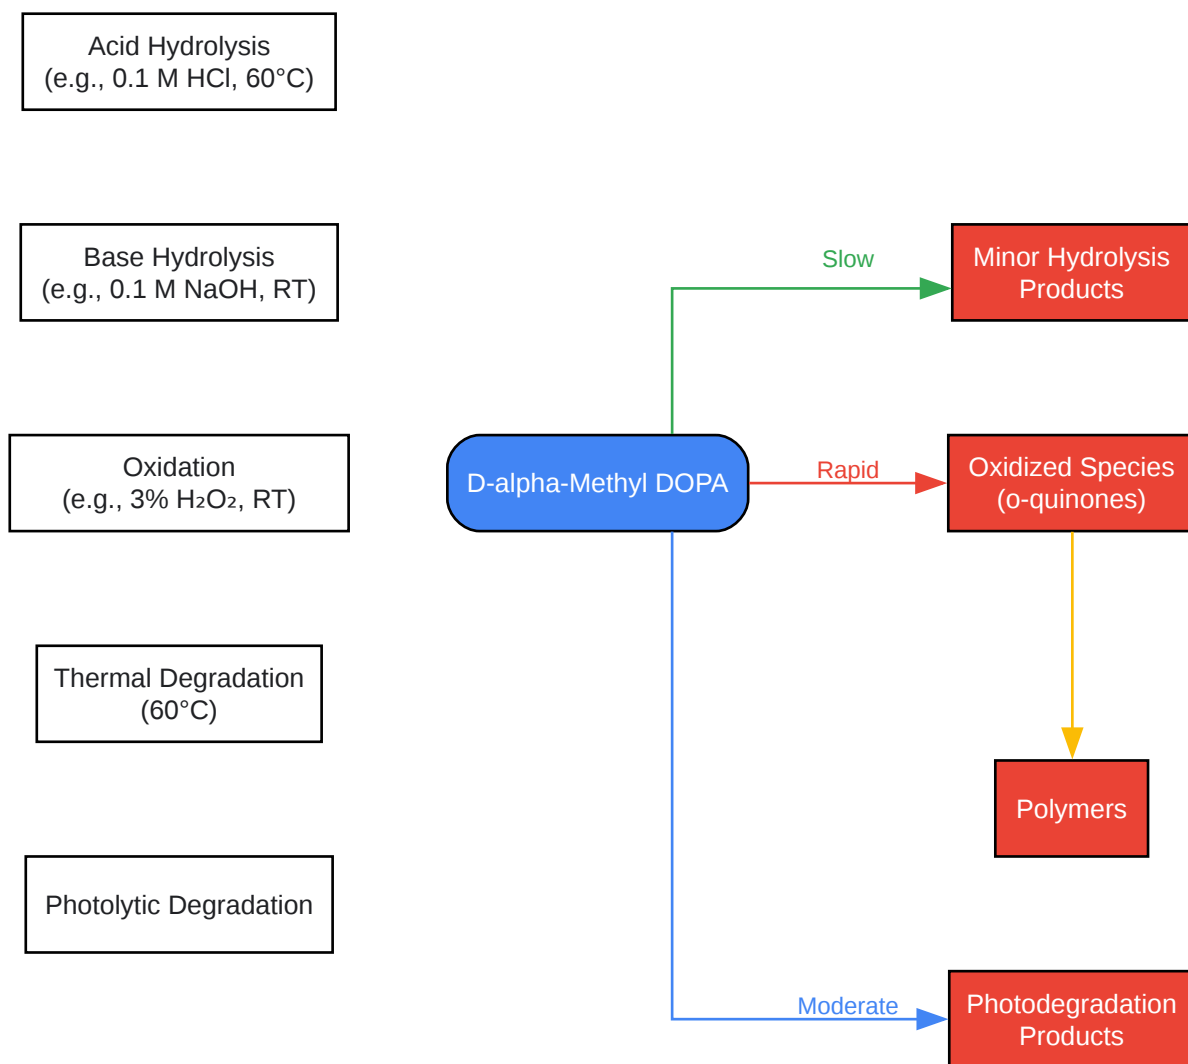 Acid Hydrolysis
(e.g., 0.1 M HCl, 60°C)
Base Hydrolysis
(e.g., 0.1 M NaOH, RT)
Slow
Minor Hydrolysis
Products
Oxidation
(e.g., 3% H₂O₂, RT)
D-alpha-Methyl DOPA
Rapid
Oxidized Species
(o-quinones)
Thermal Degradation
(60°C)
Polymers
Photolytic Degradation
Moderate
Photodegradation
Products